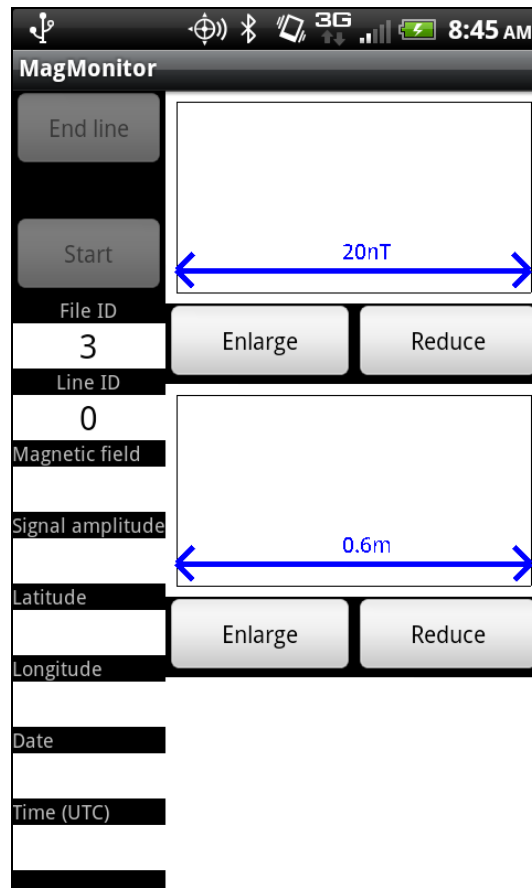 3G 8:45 AM
MagMonitor
End line
20nT
Start
File ID
3
Enlarge Reduce
Line ID
0
Magnetic field
Signal amplitude
0.6m
Latitude
Enlarge Reduce
Longitude
Date
Time (UTC)